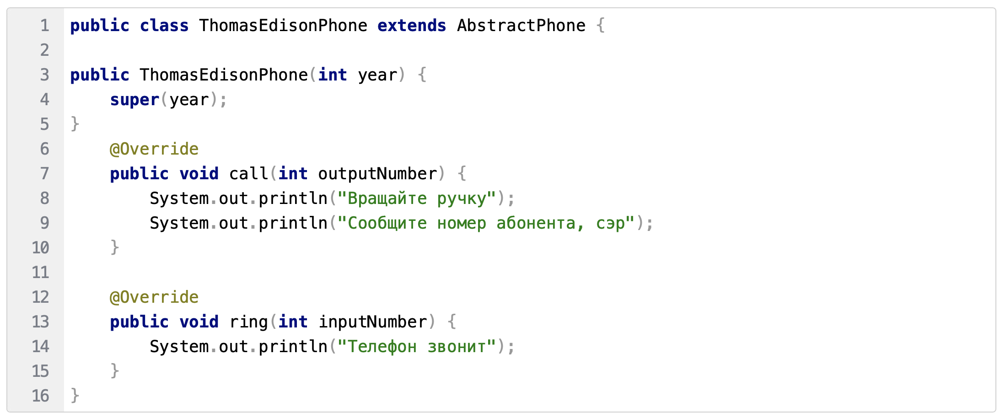 1 public class ThomasEdisonPhone extends AbstractPhone {
2
3 public ThomasEdisonPhone(int year) {
4     super(year);
5 }
6     @Override
7     public void call(int outputNumber) {
8         System.out.println("Вращайте ручку");
9         System.out.println("Сообщите номер абонента, сэр");
10     }
11
12     @Override
13     public void ring(int inputNumber) {
14         System.out.println("Телефон звонит");
15     }
16 }